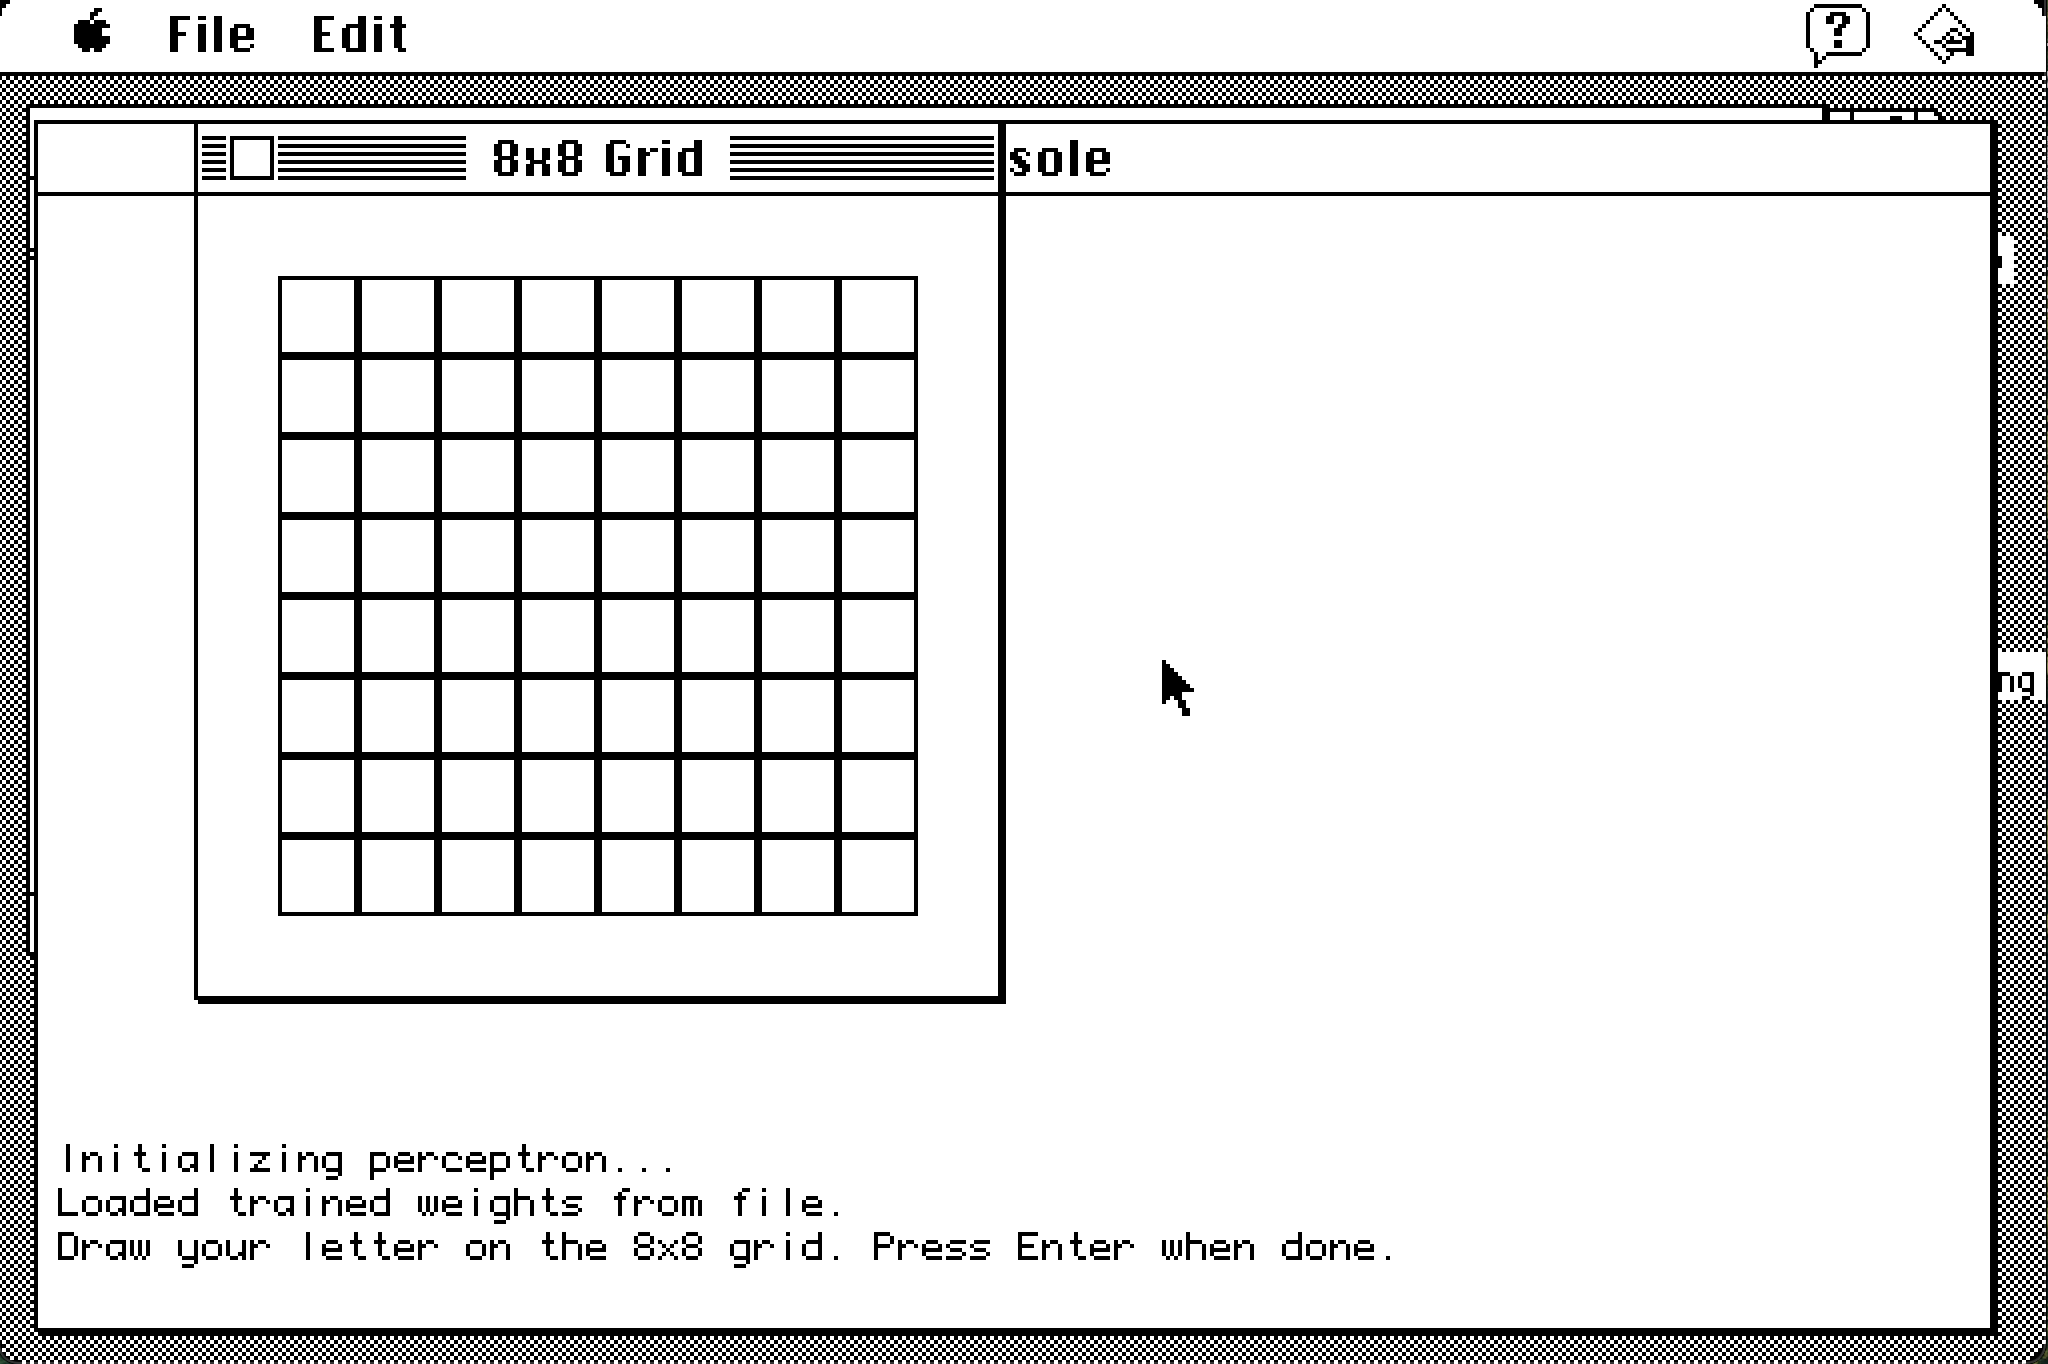 File Edit ?
8x8 Grid
sole
ng
Initializing perceptron...
Loaded trained weights from file.
Draw your letter on the 8x8 grid. Press Enter when done.